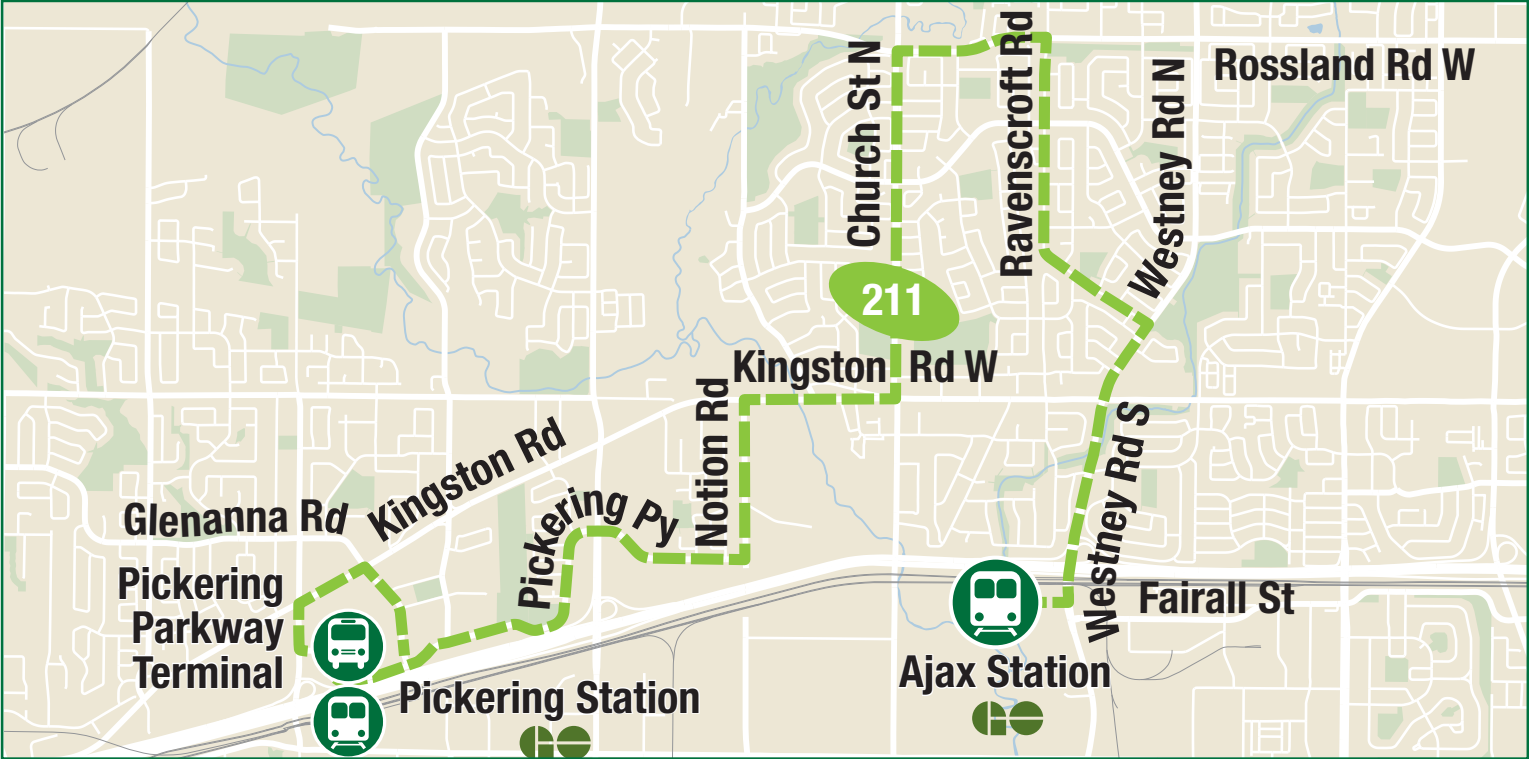 Church St N
Ravenscroft Rd
Westney Rd N
Rossland Rd W
211
Kingston Rd W
Notion Rd
Kingston Rd
Glenanna Rd
Pickering Py
Westney Rd S
Pickering
Parkway
Terminal
Fairall St
Ajax Station
Pickering Station
GO
GO